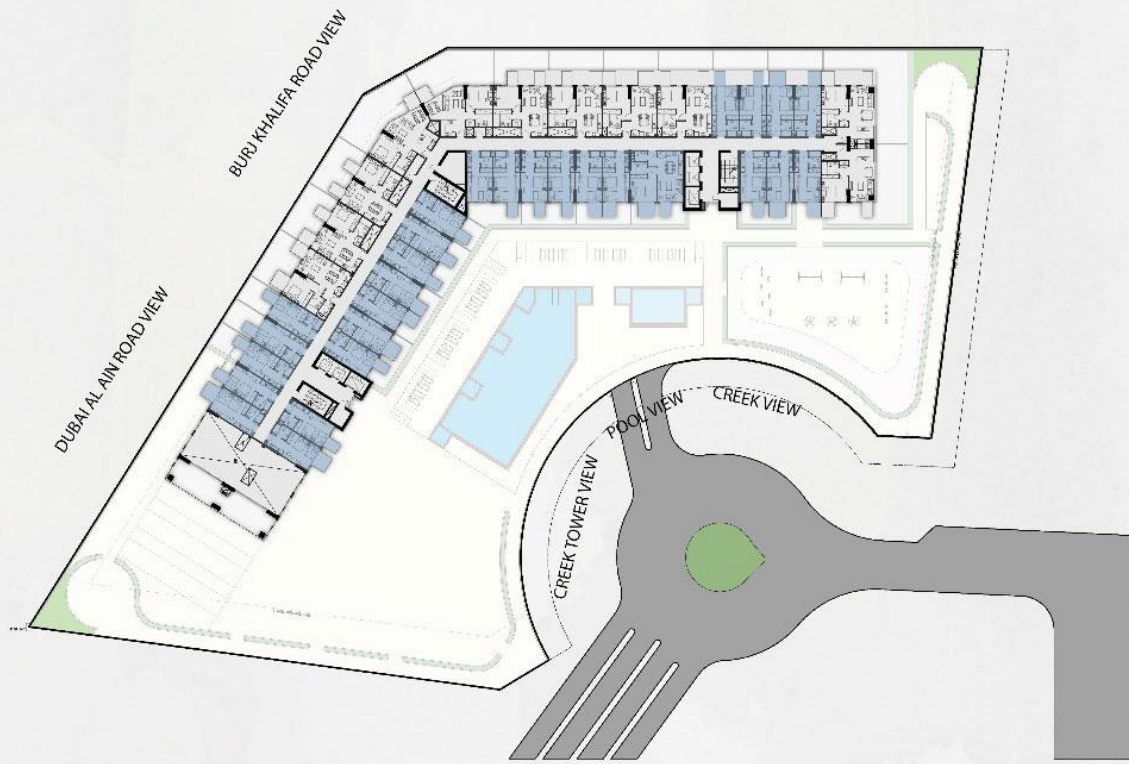 BURJ KHALIFA ROAD VIEW
DUBAI AL AIN ROAD VIEW
POOL VIEW
CREEK VIEW
CREEK TOWER VIEW